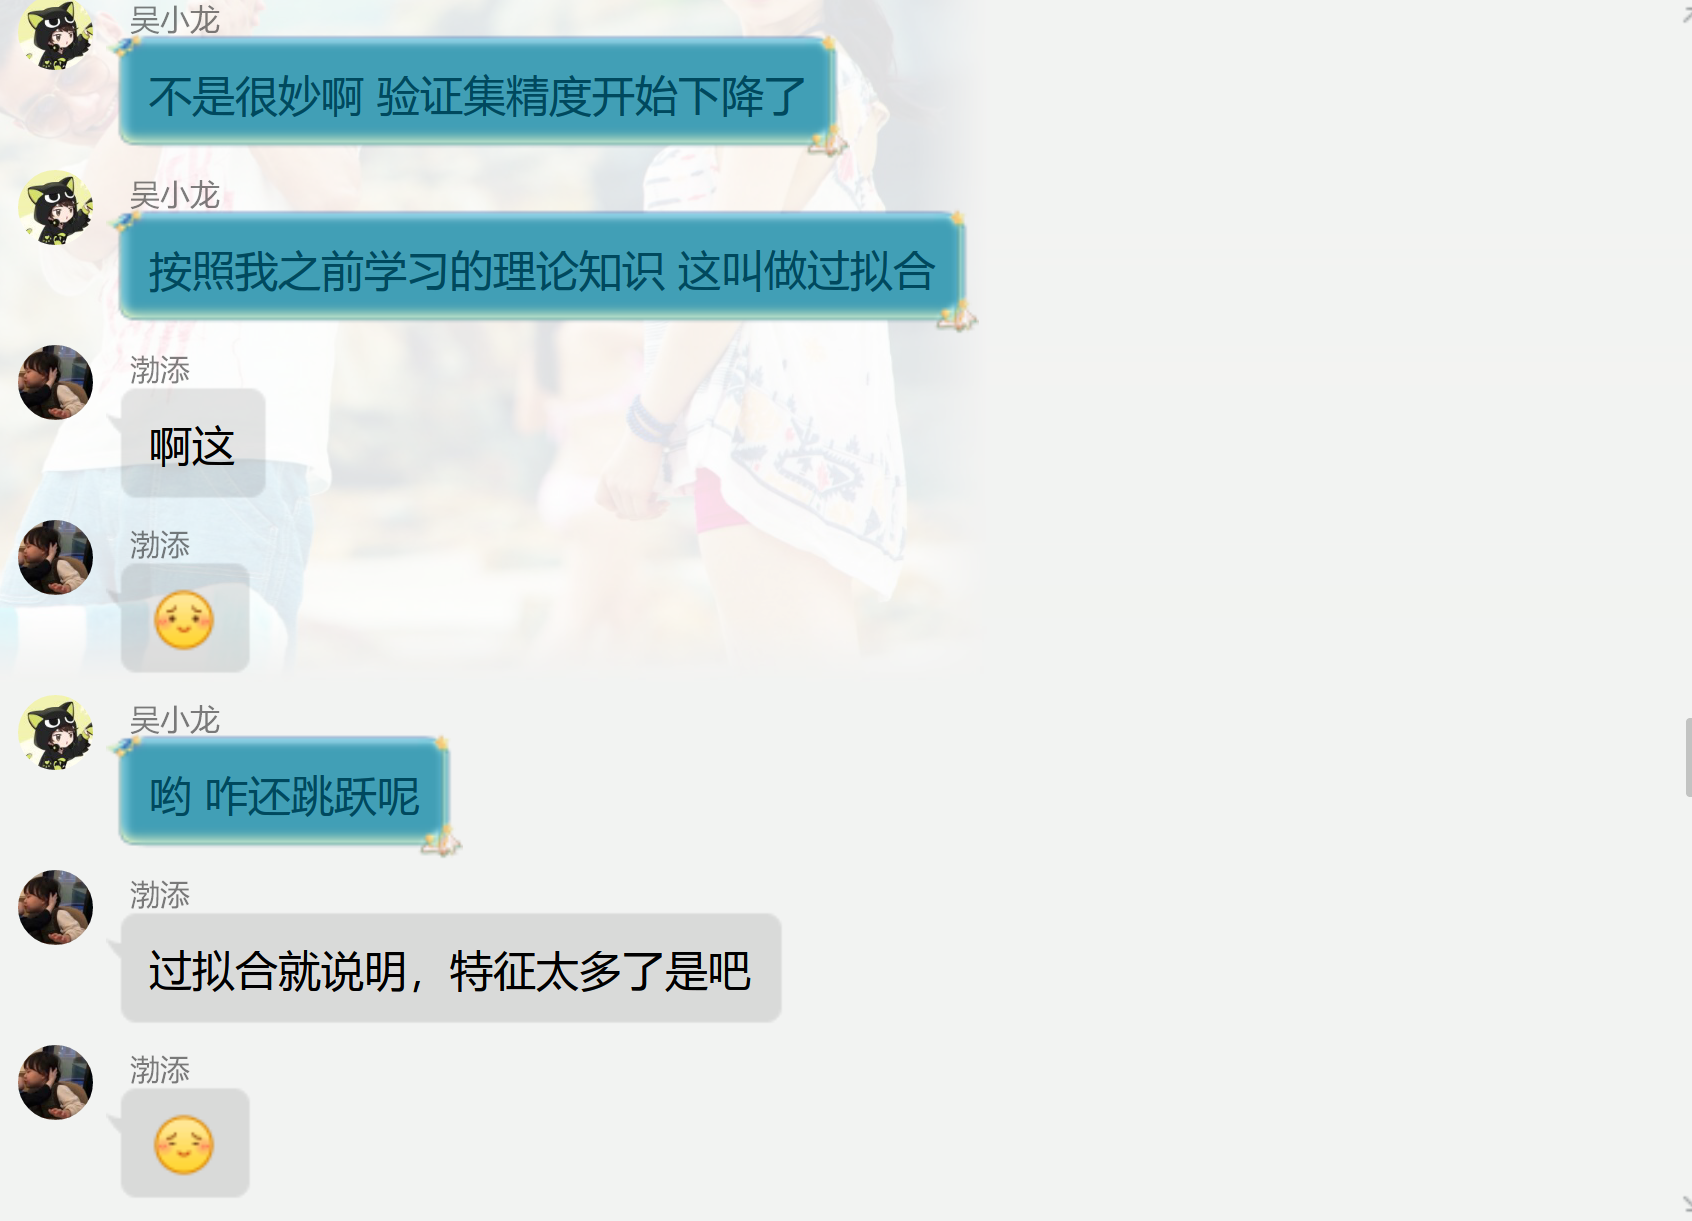 吴小龙
不是很妙啊 验证集精度开始下降了
吴小龙
按照我之前学习的理论知识 这叫做过拟合
渤添
啊这
渤添
吴小龙
哟 咋还跳跃呢
渤添
过拟合就说明，特征太多了是吧
渤添